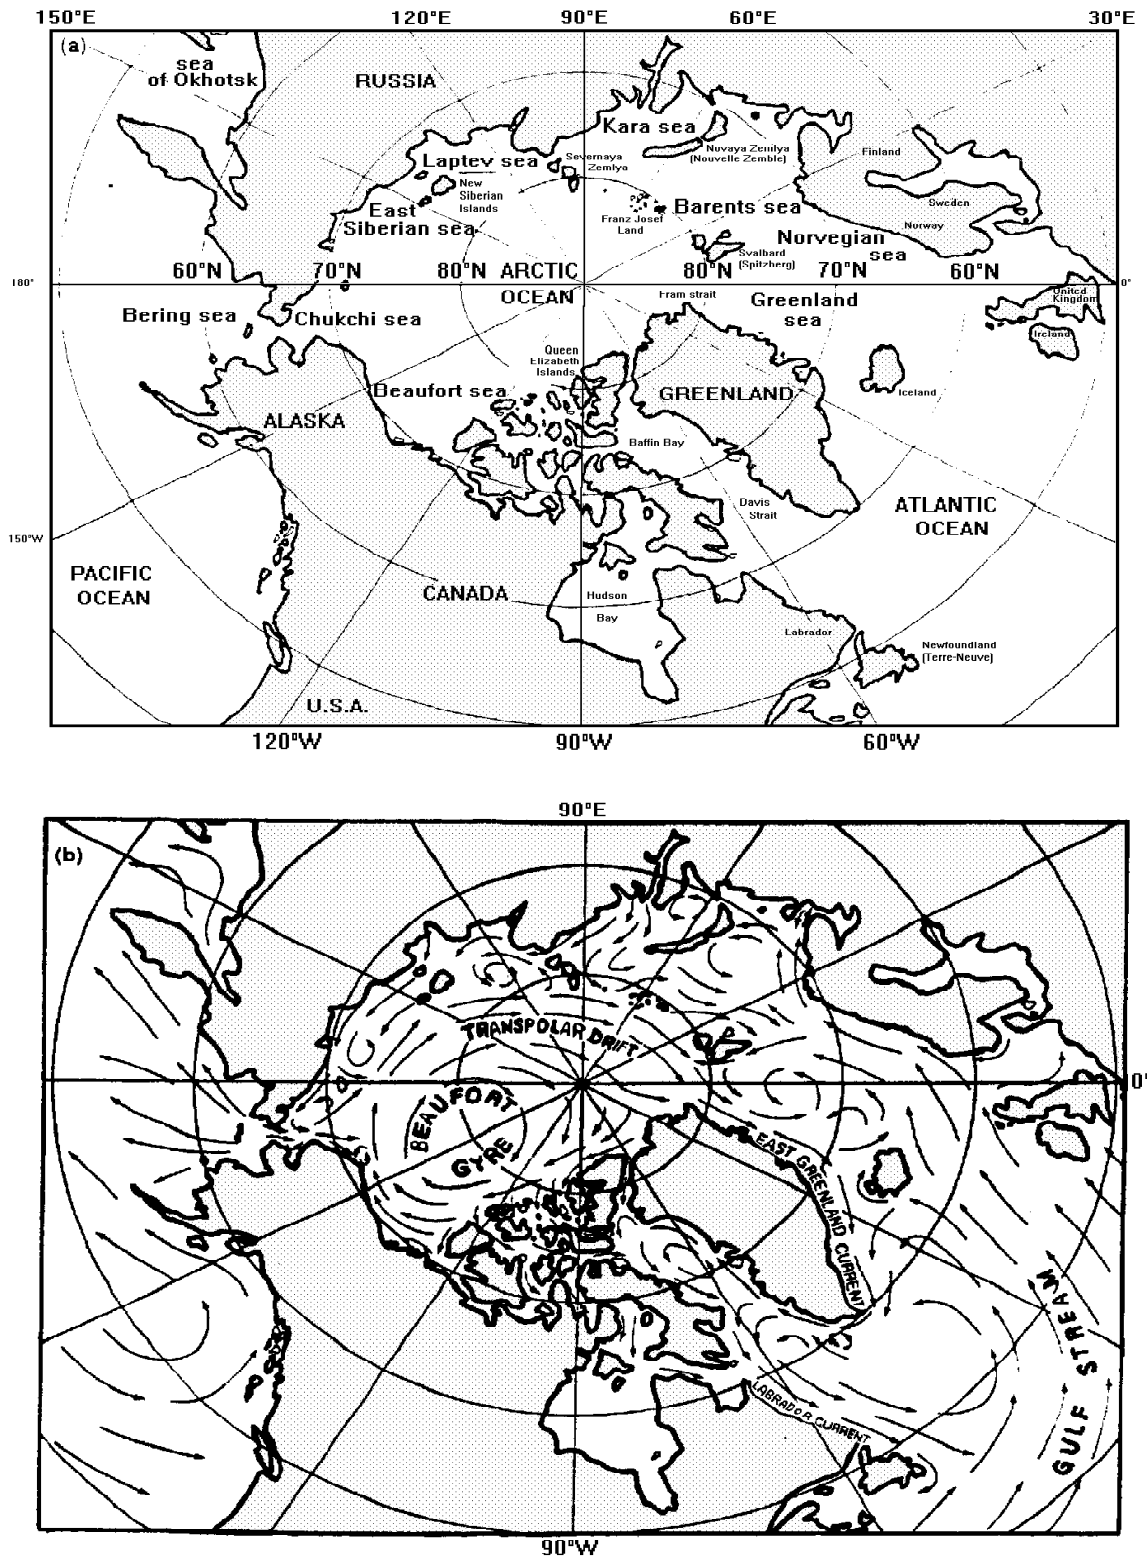 150°E
120°E
90°E
60°E
30°E
(a)
sea
of Okhotsk
RUSSIA
Kara sea
Laptev sea
Severnaya
Zemlya
Novaya Zemlya
(Nouvelle Zemble)
Finland
New
Siberian
Islands
East
Siberian sea
Franz Josef
Land
Barents sea
Sweden
Norway
Norvegian
sea
Svalbard
(Spitzberg)
60°N
70°N
80°N
ARCTIC
OCEAN
80°N
70°N
60°N
180°
0°
Bering sea
Chukchi sea
Fram strait
Greenland
sea
United
Kingdom
Ireland
Queen
Elizabeth
Islands
Beaufort sea
GREENLAND
Iceland
ALASKA
Baffin Bay
Davis
Strait
ATLANTIC
OCEAN
150°W
PACIFIC
OCEAN
CANADA
Hudson
Bay
Labrador
Newfoundland
(Terre-Neuve)
U.S.A.
120°W
90°W
60°W
90°E
(b)
TRANSPOLAR DRIFT
0°
BEAUFORT
GYRE
EAST GREENLAND CURRENT
GULF STREAM
LABRADOR CURRENT
90°W